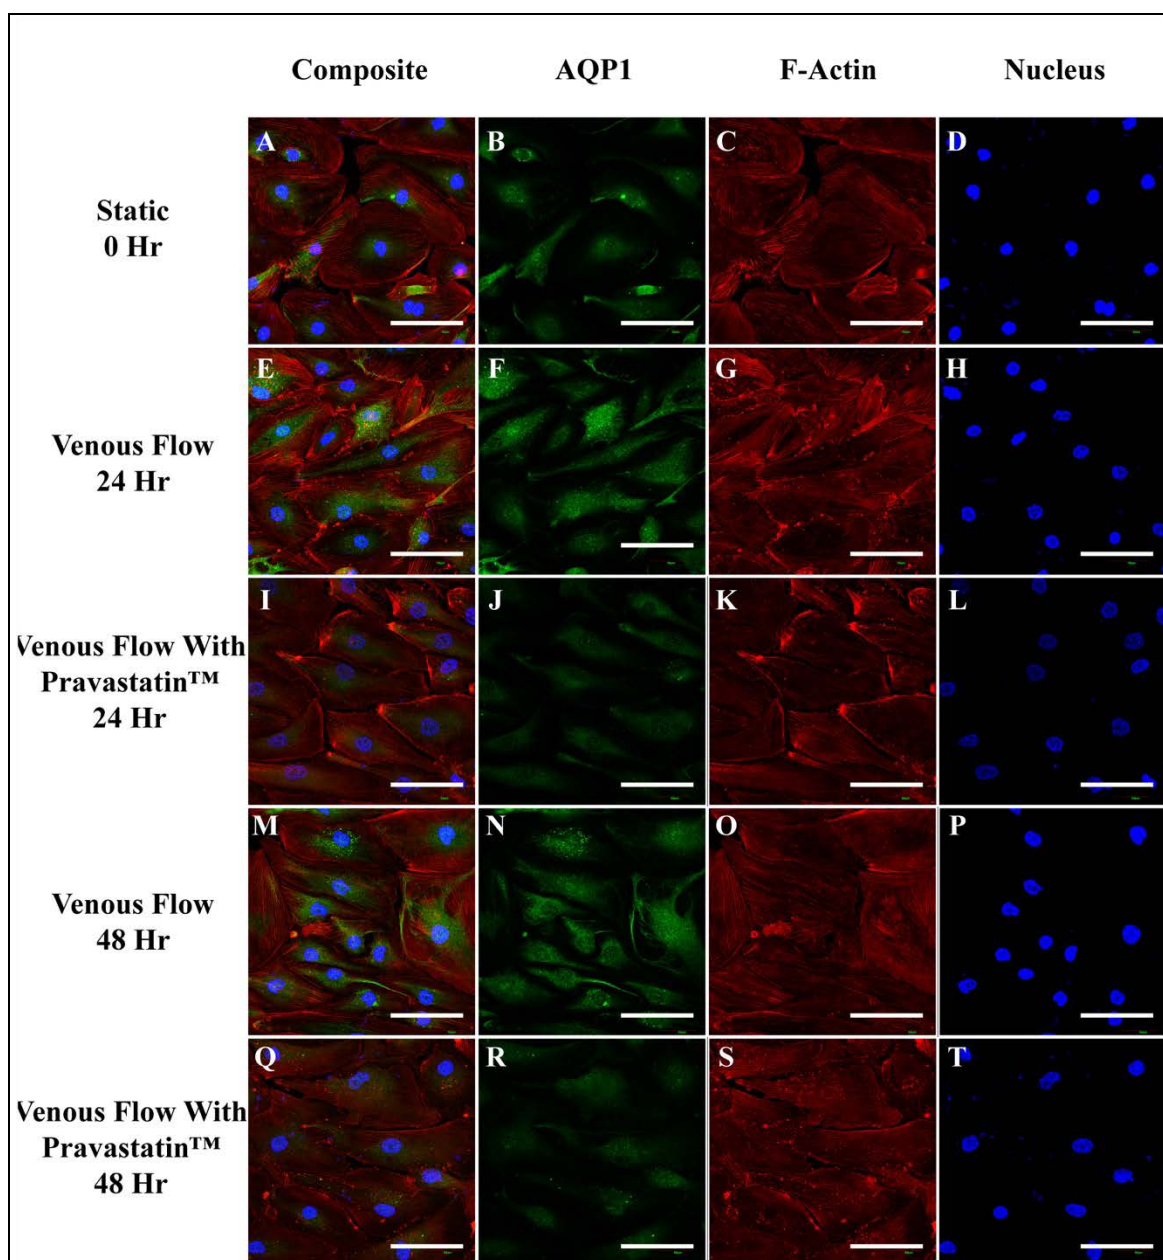 Composite AQP1 F-Actin Nucleus
A B C D
Static
0 Hr
E F G H
Venous Flow
24 Hr
I J K L
Venous Flow With
Pravastatin™
24 Hr
M N O P
Venous Flow
48 Hr
Q R S T
Venous Flow With
Pravastatin™
48 Hr